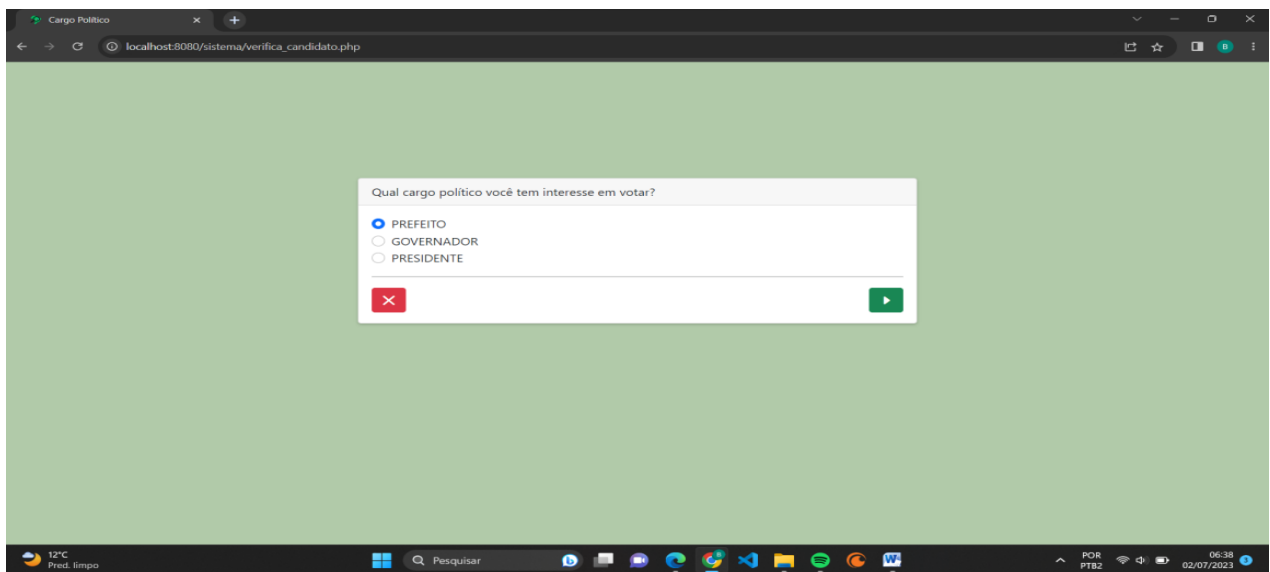 Cargo Político
localhost:8080/sistema/verifica_candidato.php
B
Qual cargo político você tem interesse em votar?
PREFEITO
GOVERNADOR
PRESIDENTE
12°C
Pred. limpo
Pesquisar
POR
PTB2
06:38
02/07/2023